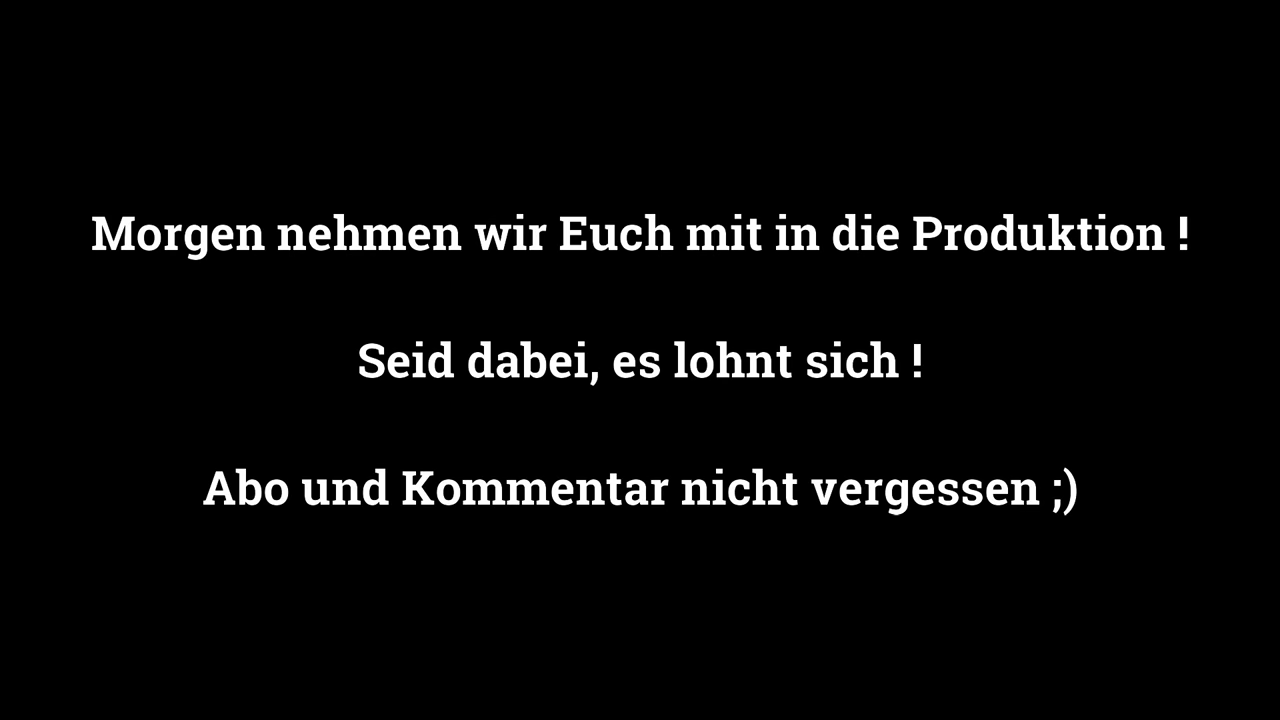 Morgen nehmen wir Euch mit in die Produktion !
Seid dabei, es lohnt sich !
Abo und Kommentar nicht vergessen ;)